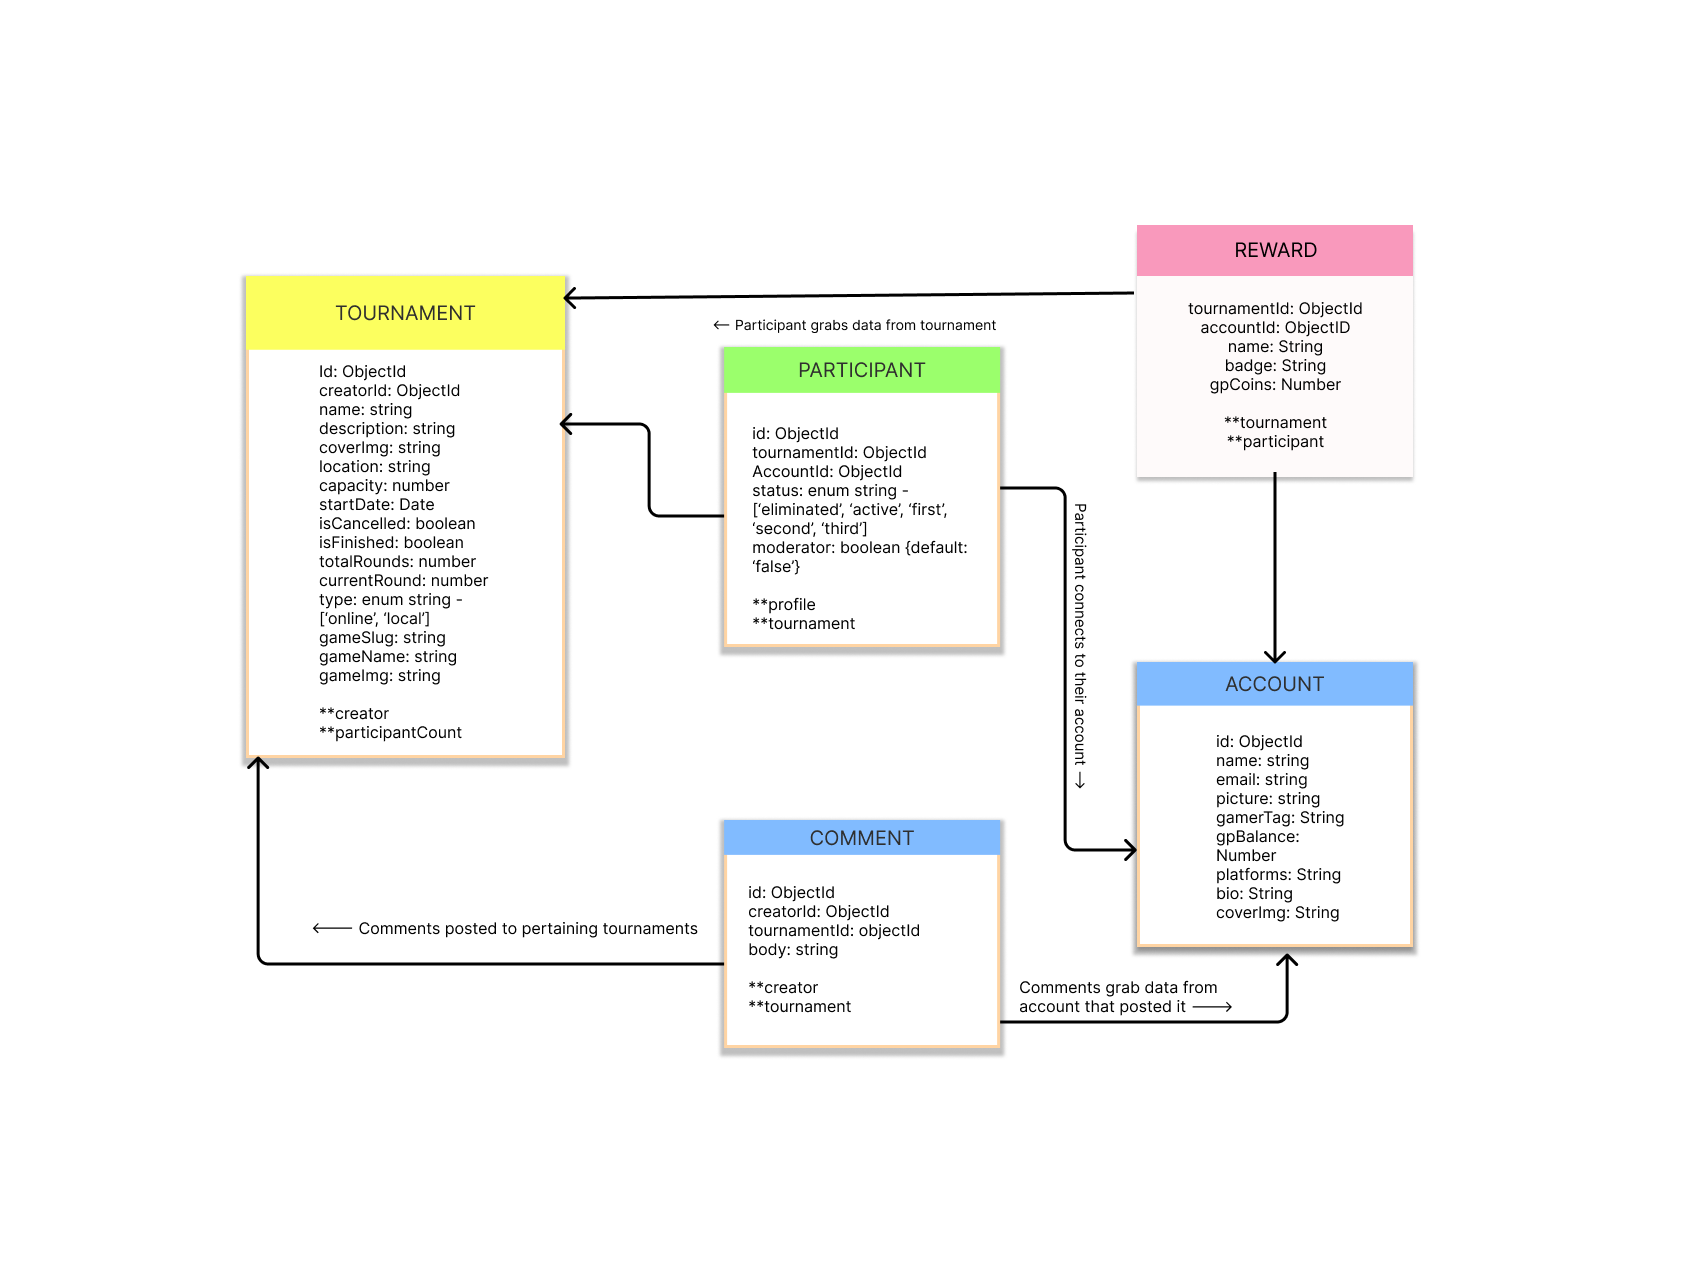 REWARD
tournamentId: ObjectId
accountId: ObjectID
name: String
badge: String
gpCoins: Number
**tournament
**participant
TOURNAMENT
Id: ObjectId
creatorId: ObjectId
name: string
description: string
coverImg: string
location: string
capacity: number
startDate: Date
isCancelled: boolean
isFinished: boolean
totalRounds: number
currentRound: number
type: enum string -
[‘online’, ‘local’]
gameSlug: string
gameName: string
gameImg: string
**creator
**participantCount
<- Participant grabs data from tournament
PARTICIPANT
id: ObjectId
tournamentId: ObjectId
AccountId: ObjectId
status: enum string -
[‘eliminated’, ‘active’, ‘first’,
‘second’, ‘third’]
moderator: boolean {default:
‘false’}
**profile
**tournament
Participant connects to their account ->
ACCOUNT
id: ObjectId
name: string
email: string
picture: string
gamerTag: String
gpBalance:
Number
platforms: String
bio: String
coverImg: String
COMMENT
id: ObjectId
creatorId: ObjectId
tournamentId: objectId
body: string
**creator
**tournament
<--- Comments posted to pertaining tournaments
Comments grab data from
account that posted it --->